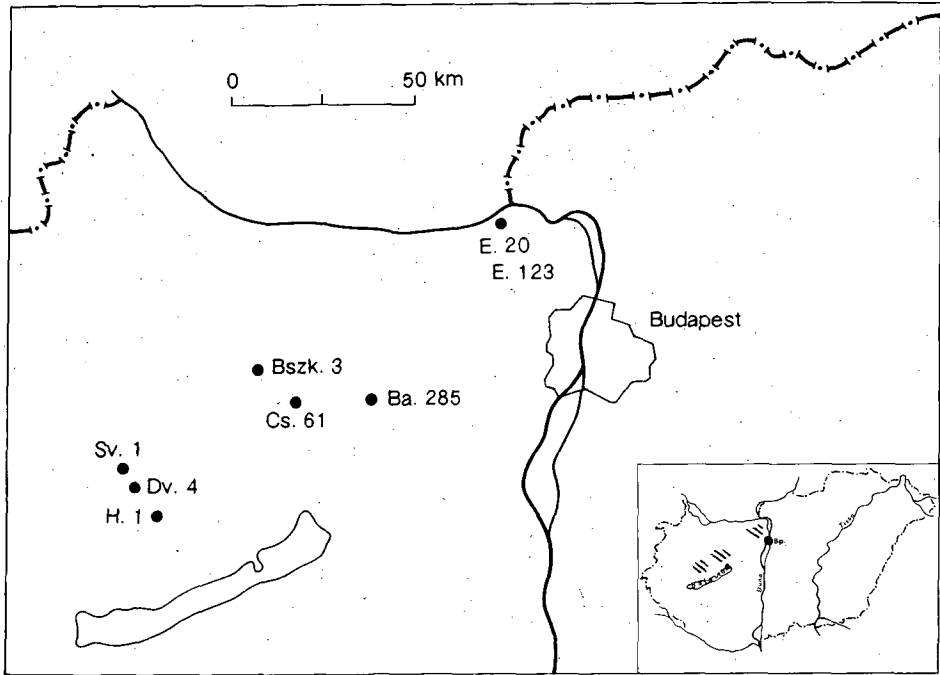 0 50 km
E. 20
E. 123
Budapest
Bszk. 3
Cs. 61
Ba. 285
Sv. 1
Dv. 4
H. 1
Tisza
Bp.
Duna
Balaton